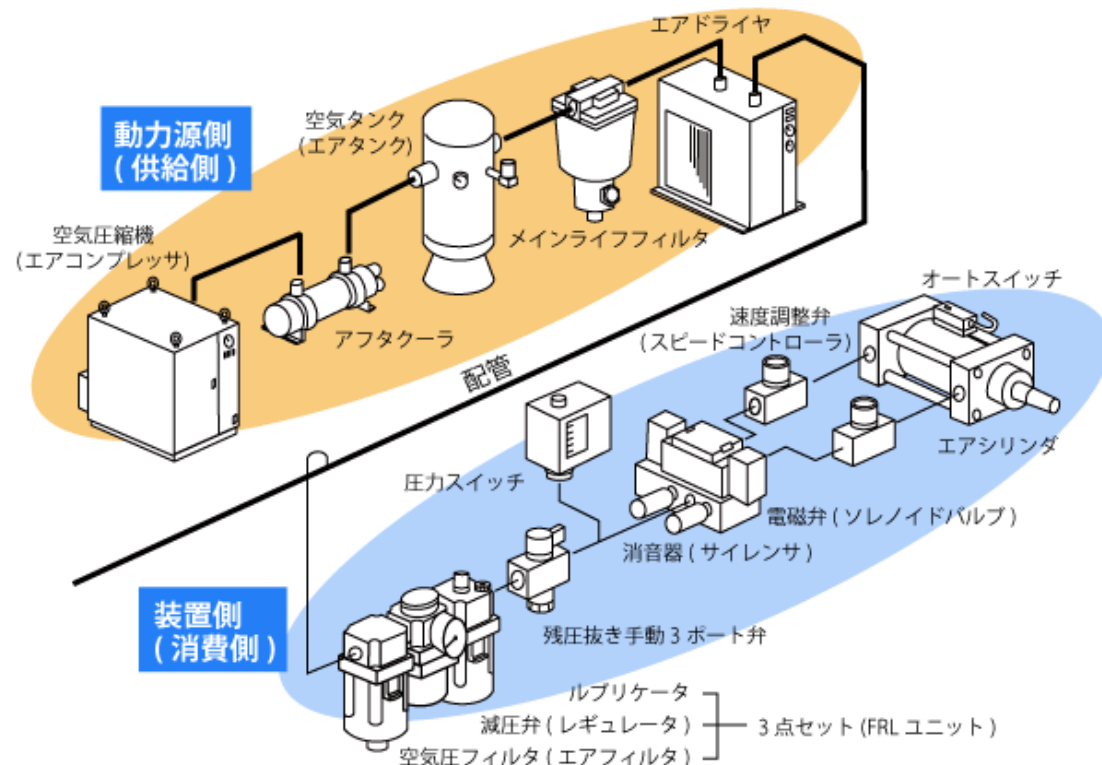 エアドライヤ
動力源側
( 供給側 )
空気タンク
(エアタンク)
メインライフフィルタ
空気圧縮機
(エアコンプレッサ)
アフタクーラ
配管
オートスイッチ
速度調整弁
(スピードコントローラ)
エアシリンダ
圧力スイッチ
電磁弁 ( ソレノイドバルブ )
消音器 ( サイレンサ )
装置側
( 消費側 )
残圧抜き手動 3 ポート弁
ルブリケータ
減圧弁 ( レギュレータ )
3 点セット (FRL ユニット )
空気圧フィルタ ( エアフィルタ )